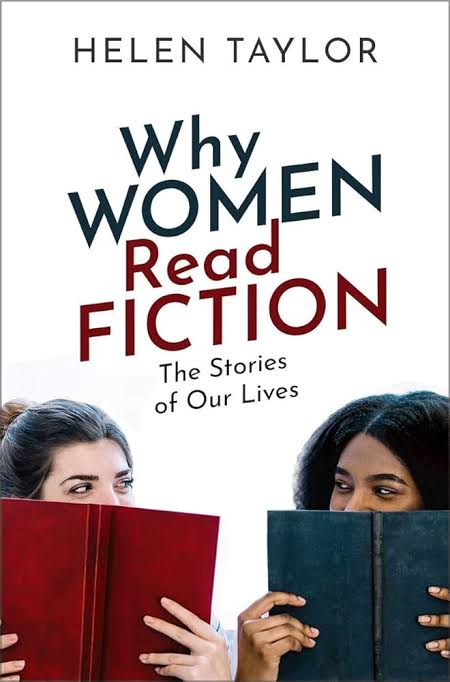 HELEN TAYLOR
Why
WOMEN
Read
FICTION
The Stories
of Our Lives